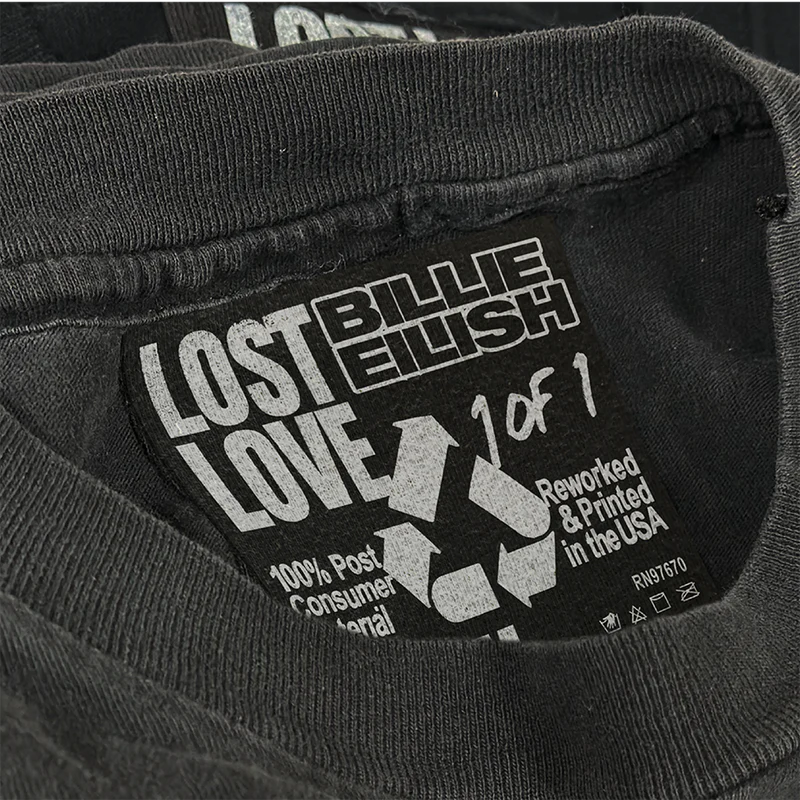 LOST
BILLIE
EILISH
LOVE
1 OF 1
100% Post
Consumer
Reworked
& Printed
in the USA
RN97670